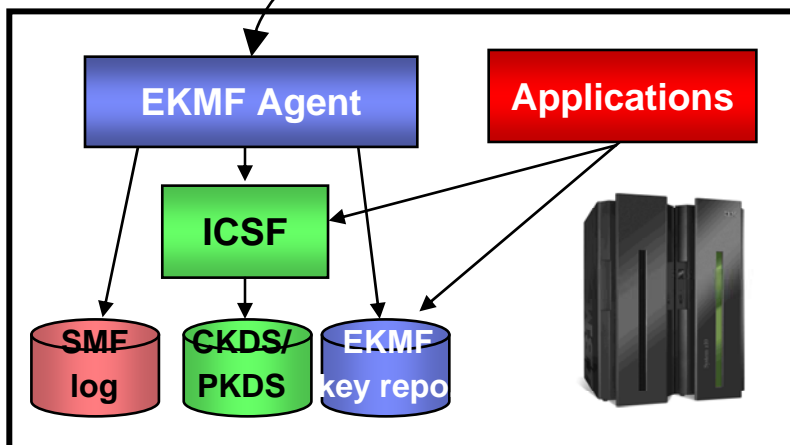 EKMF Agent
Applications
ICSF
SMF
log
CKDS/
PKDS
EKMF
key repo